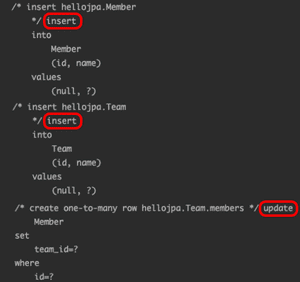 /* insert hellojpa.Member
*/ insert
into
Member
(id, name)
values
(null, ?)
/* insert hellojpa.Team
*/ insert
into
Team
(id, name)
values
(null, ?)
/* create one-to-many row hellojpa.Team.members */ update
Member
set
team_id=?
where
id=?